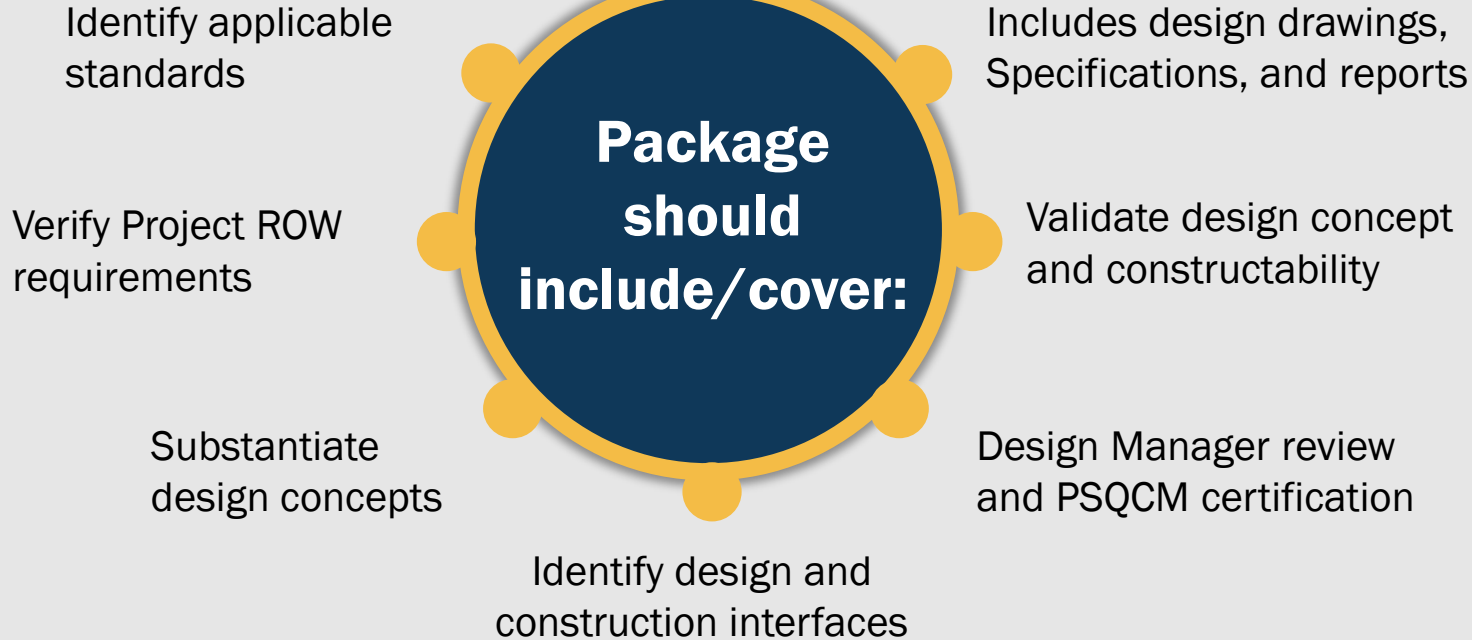 Identify applicable
standards
Includes design drawings,
Specifications, and reports
Package
should
include/cover:
Verify Project ROW
requirements
Validate design concept
and constructability
Substantiate
design concepts
Design Manager review
and PSQCM certification
Identify design and
construction interfaces